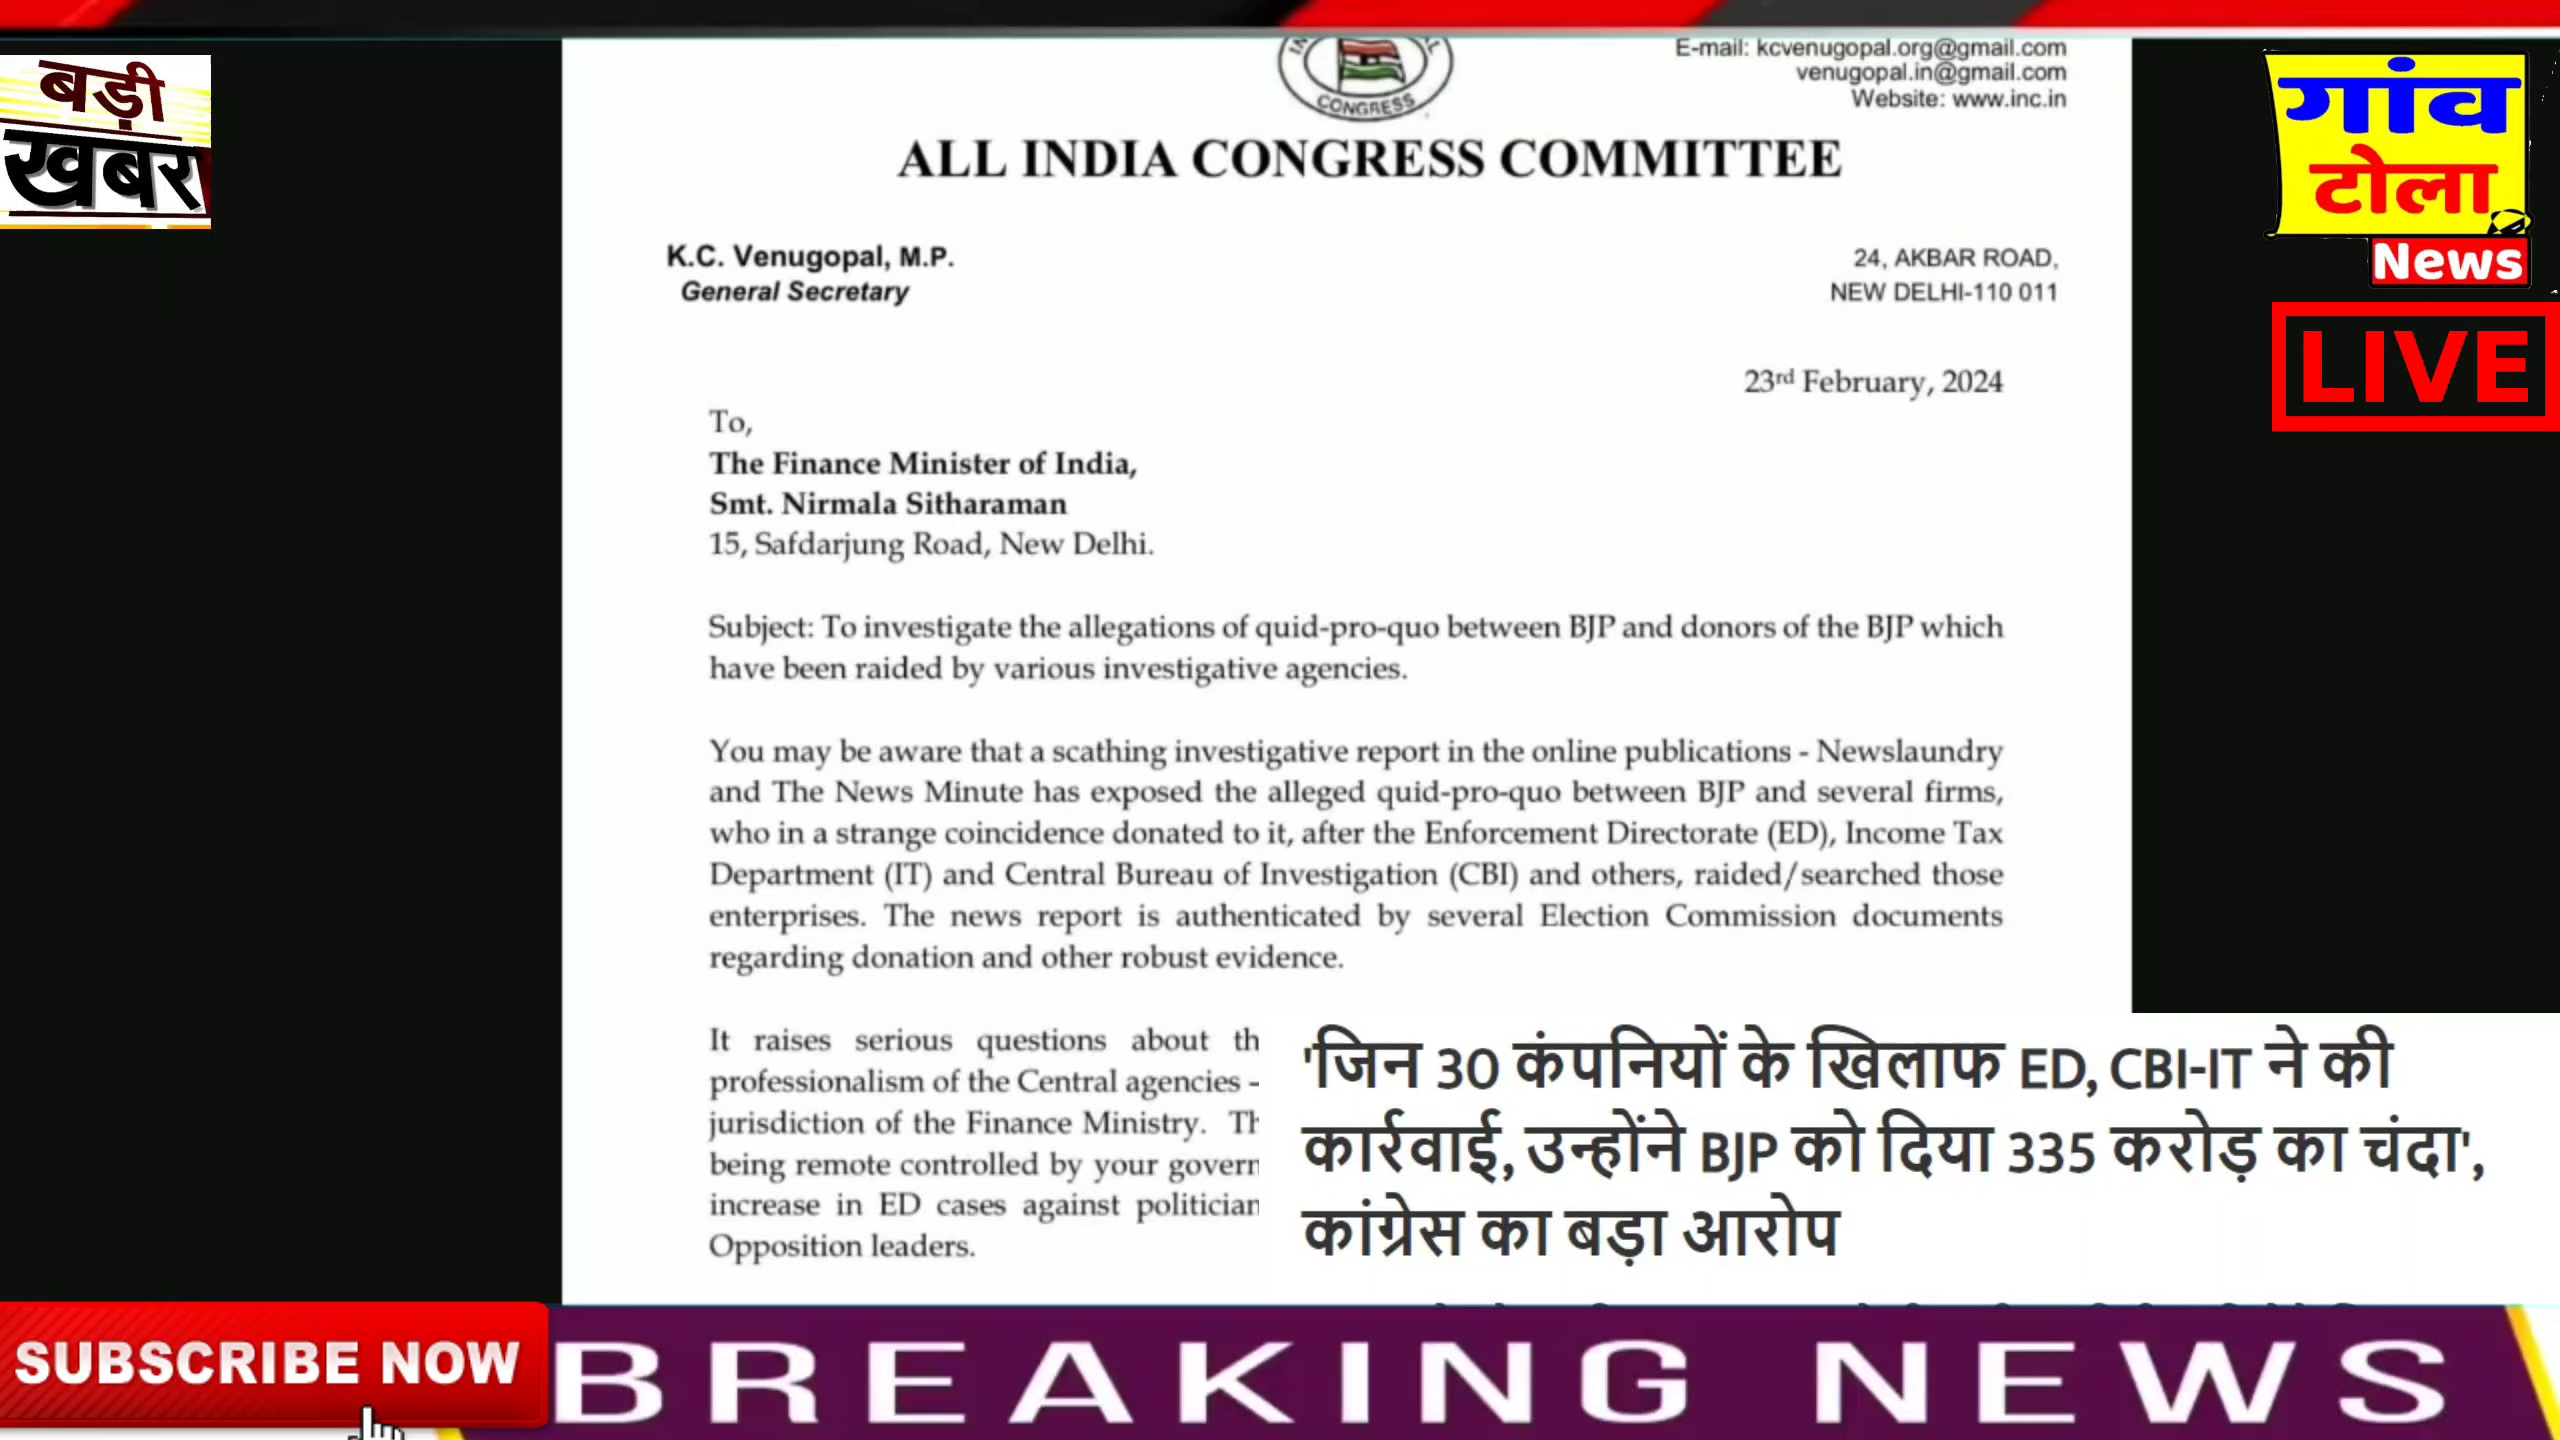 बड़ी
खबर
E-mail: kcvenugopal.org@gmail.com
venugopal.in@gmail.com
Website: www.inc.in
CONGRESS
ALL INDIA CONGRESS COMMITTEE
K.C. Venugopal, M.P.
General Secretary
24, AKBAR ROAD,
NEW DELHI-110 011
गांव
टोला
News
LIVE
23rd February, 2024
To,
The Finance Minister of India,
Smt. Nirmala Sitharaman
15, Safdarjung Road, New Delhi.
Subject: To investigate the allegations of quid-pro-quo between BJP and donors of the BJP which
have been raided by various investigative agencies.
You may be aware that a scathing investigative report in the online publications - Newslaundry
and The News Minute has exposed the alleged quid-pro-quo between BJP and several firms,
who in a strange coincidence donated to it, after the Enforcement Directorate (ED), Income Tax
Department (IT) and Central Bureau of Investigation (CBI) and others, raided/searched those
enterprises. The news report is authenticated by several Election Commission documents
regarding donation and other robust evidence.
It raises serious questions about th
professionalism of the Central agencies –
jurisdiction of the Finance Ministry. Th
being remote controlled by your govern
increase in ED cases against politician
Opposition leaders.
'जिन 30 कंपनियों के खिलाफ ED, CBI-IT ने की
कार्रवाई, उन्होंने BJP को दिया 335 करोड़ का चंदा',
कांग्रेस का बड़ा आरोप
SUBSCRIBE NOW
BREAKING NEWS